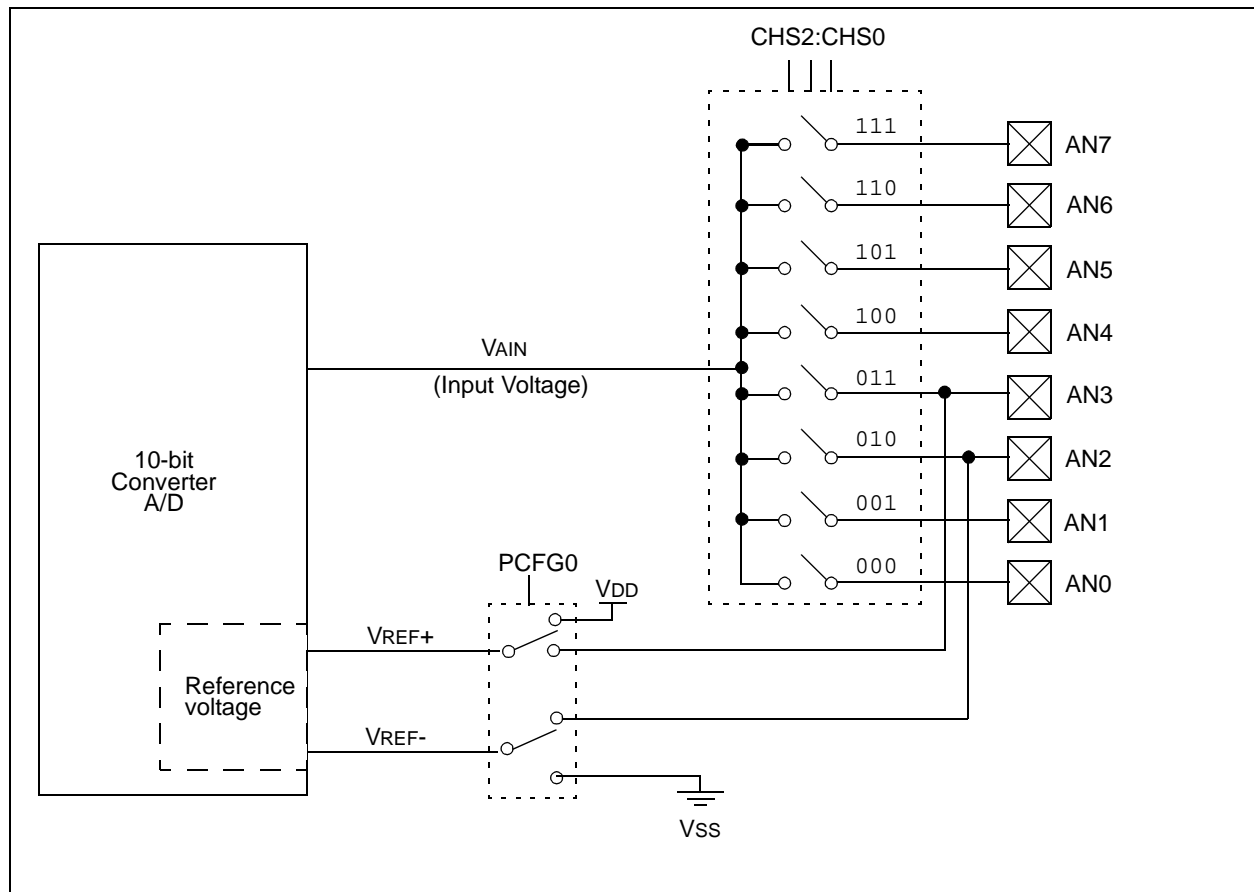 CHS2:CHS0
111
AN7
110
AN6
101
AN5
100
AN4
VAIN
(Input Voltage)
011
AN3
010
AN2
10-bit
Converter
A/D
001
AN1
PCFG0
000
AN0
VDD
VREF+
Reference
voltage
VREF-
VSS